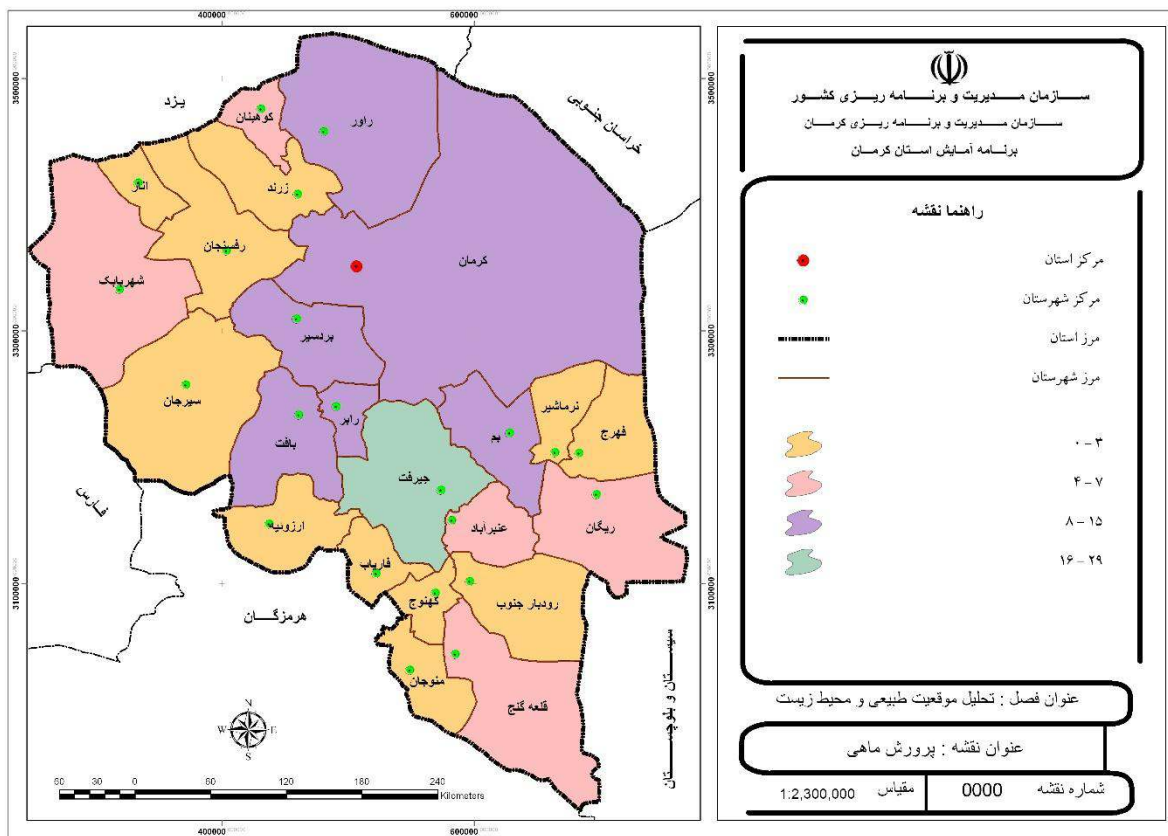 400000
600000
3500000
3300000
3100000
3500000
3300000
3100000
400000
600000
یزد
خراسان جنوبی
فارس
هرمزگان
سیستان و بلوچستان
کوهبنان
راور
انار
زرند
رفسنجان
کرمان
شهربابک
بردسیر
سیرجان
بافت
رابر
بم
نرماشیر
فهرج
جیرفت
عنبرآباد
ریگان
ارزوئیه
فاریاب
کهنوج
رودبار جنوب
منوجان
قلعه گنج
N
W E
S
60 30 0 60 120 180 240
Kilometers
سازمان مدیریت و برنامه ریزی کشور
سازمان مدیریت و برنامه ریزی کرمان
برنامه آمایش استان کرمان
راهنما نقشه
مرکز استان
مرکز شهرستان
مرز استان
مرز شهرستان
۰ - ۳
۴ - ۷
۸ - ۱۵
۱۶ - ۲۹
عنوان فصل : تحلیل موقعیت طبیعی و محیط زیست
عنوان نقشه : پرورش ماهی
شماره نقشه 0000 مقیاس 1:2,300,000